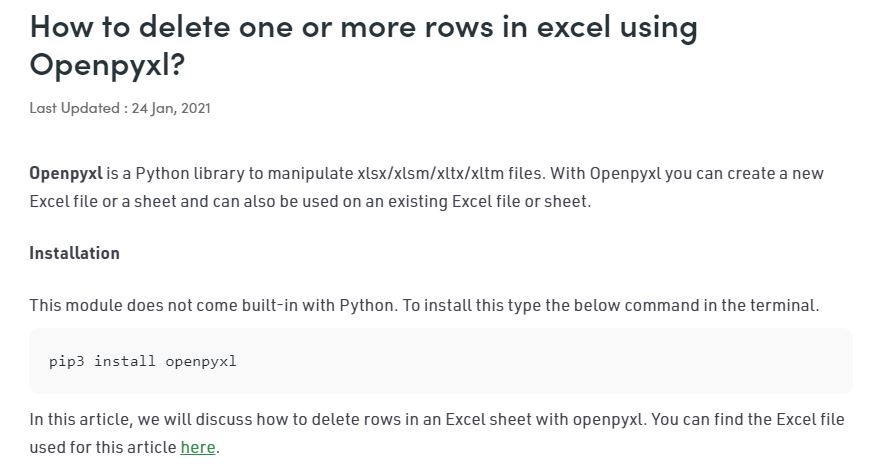 How to delete one or more rows in excel using
Openpyxl?
Last Updated : 24 Jan, 2021
Openpyxl is a Python library to manipulate xlsx/xlsm/xltx/xltm files. With Openpyxl you can create a new
Excel file or a sheet and can also be used on an existing Excel file or sheet.
Installation
This module does not come built-in with Python. To install this type the below command in the terminal.
pip3 install openpyxl
In this article, we will discuss how to delete rows in an Excel sheet with openpyxl. You can find the Excel file
used for this article here.